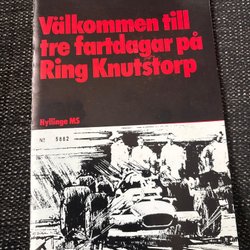 Välkommen till
tre fartdagar på
Ring Knutstorp
Hyllinge MS
Nº 5862